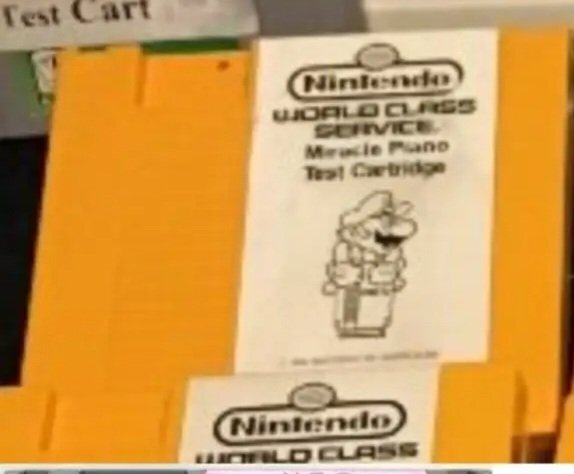 Test Cart
Nintendo
WORLD CLASS
SERVICE
Miracle Piano
Test Cartridge
Nintendo
WORLD CLASS